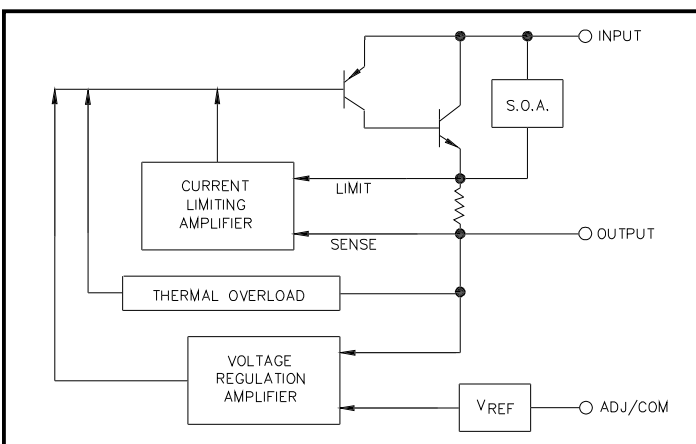 INPUT
S.O.A.
CURRENT
LIMITING
AMPLIFIER
LIMIT
SENSE
OUTPUT
THERMAL OVERLOAD
VOLTAGE
REGULATION
AMPLIFIER
VREF
ADJ/COM